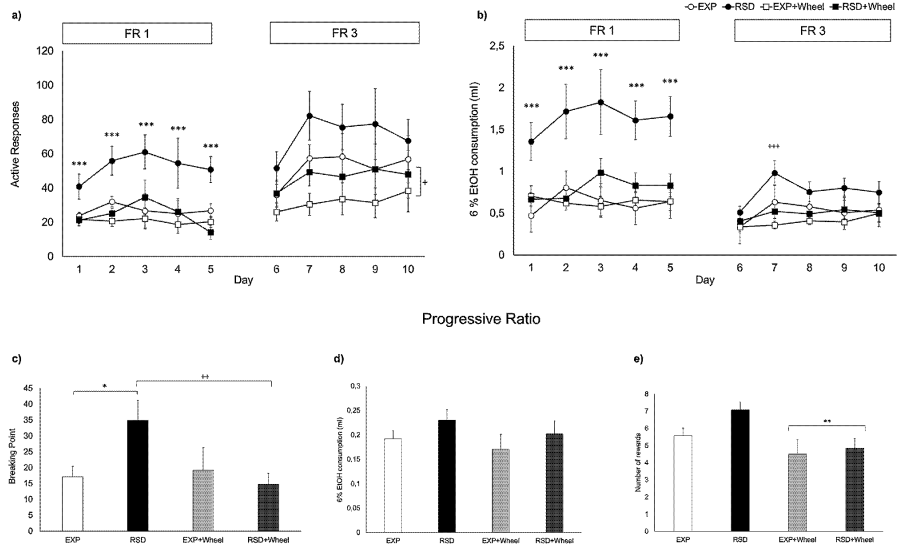 EXP RSD EXP+Wheel RSD+Wheel
a)
FR 1
FR 3
Active Responses
120
100
80
60
40
20
0
***
***
***
***
***
+
1 2 3 4 5 6 7 8 9 10
Day
b)
FR 1
FR 3
6 % EtOH consumption (ml)
2,5
2
1,5
1
0,5
0
***
***
***
***
***
+++
1 2 3 4 5 6 7 8 9 10
Day
Progressive Ratio
c)
Breaking Point
45
40
35
30
25
20
15
10
5
0
*
++
EXP RSD EXP+Wheel RSD+Wheel
d)
6% EtOH consumption (ml)
0,4
0,35
0,3
0,25
0,2
0,15
0,1
0,05
0
EXP RSD EXP+Wheel RSD+Wheel
e)
Number of rewards
8
7
6
5
4
3
2
1
0
**
EXP RSD EXP+Wheel RSD+Wheel